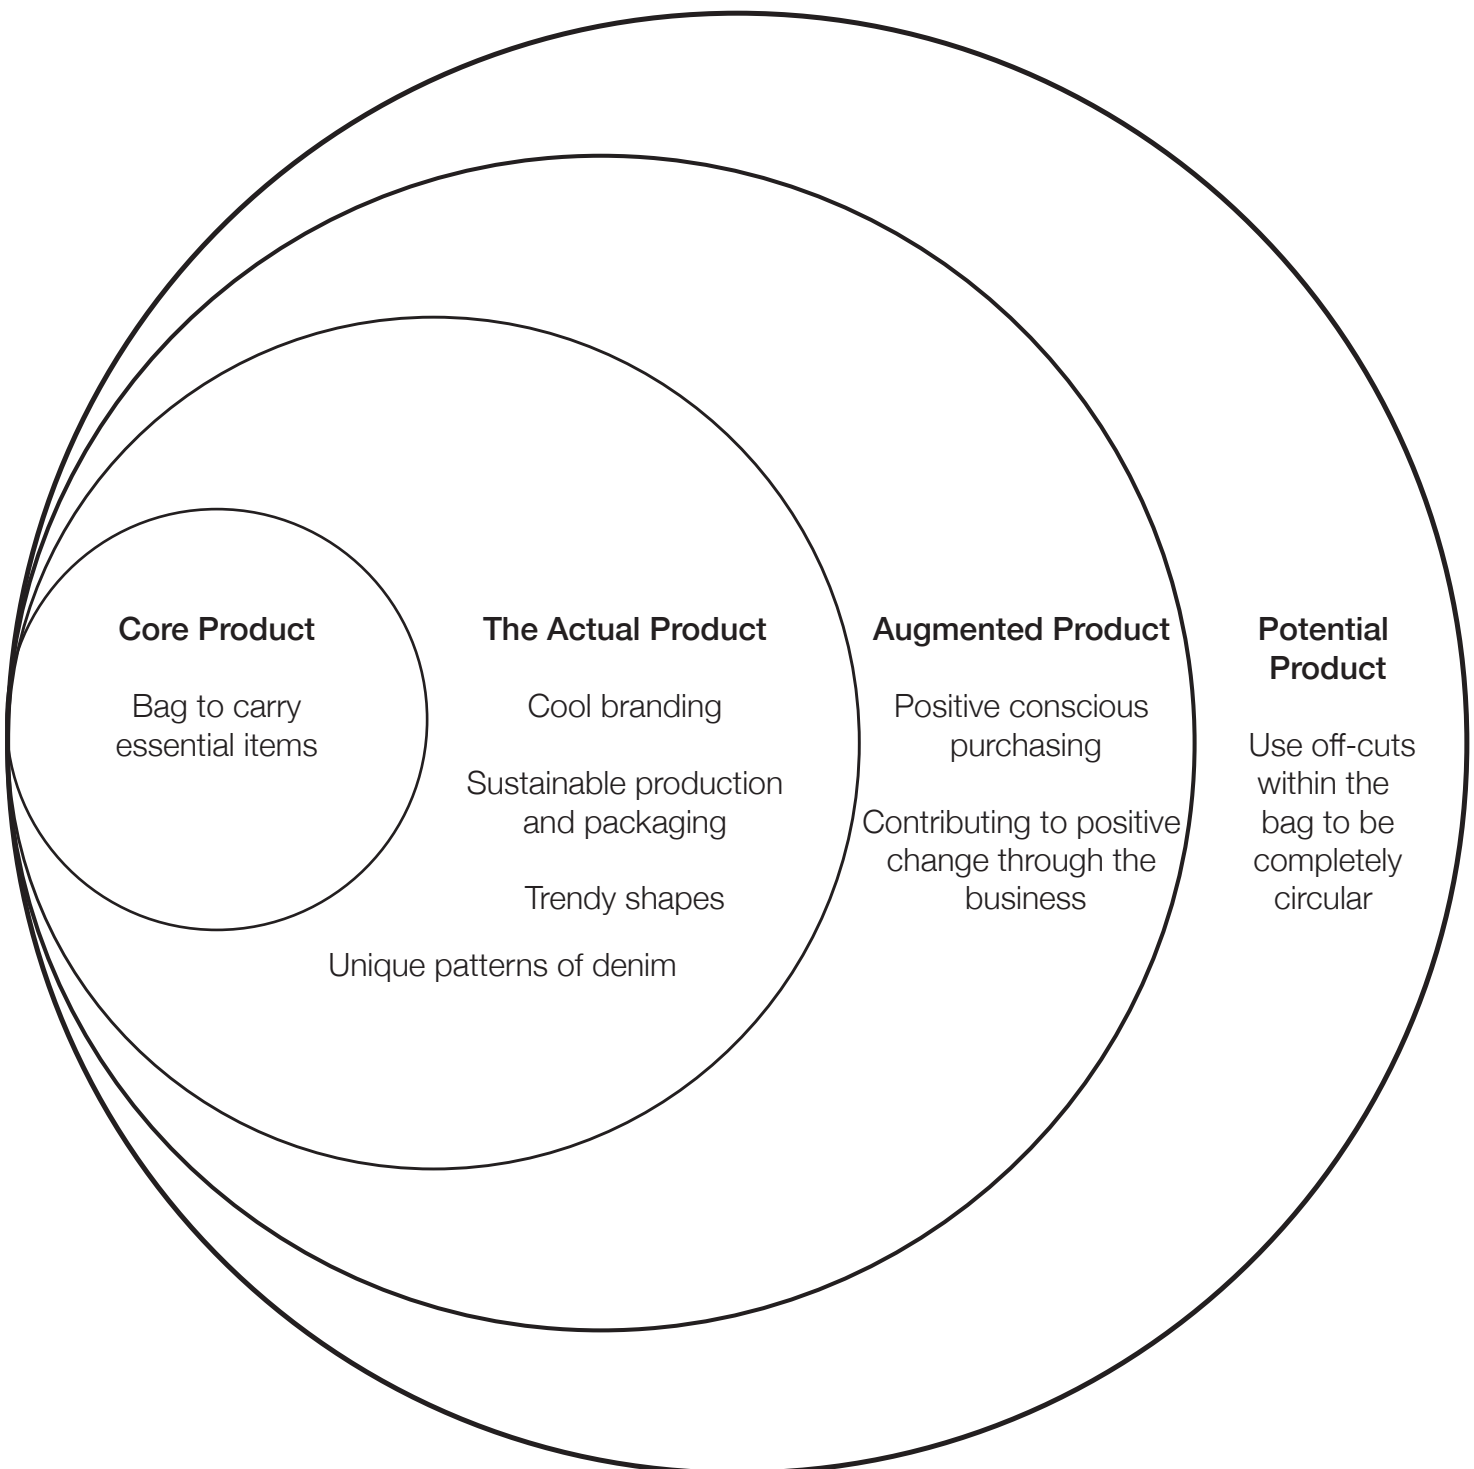 Core Product
Bag to carry
essential items
The Actual Product
Cool branding
Sustainable production
and packaging
Trendy shapes
Unique patterns of denim
Augmented Product
Positive conscious
purchasing
Contributing to positive
change through the
business
Potential
Product
Use off-cuts
within the
bag to be
completely
circular